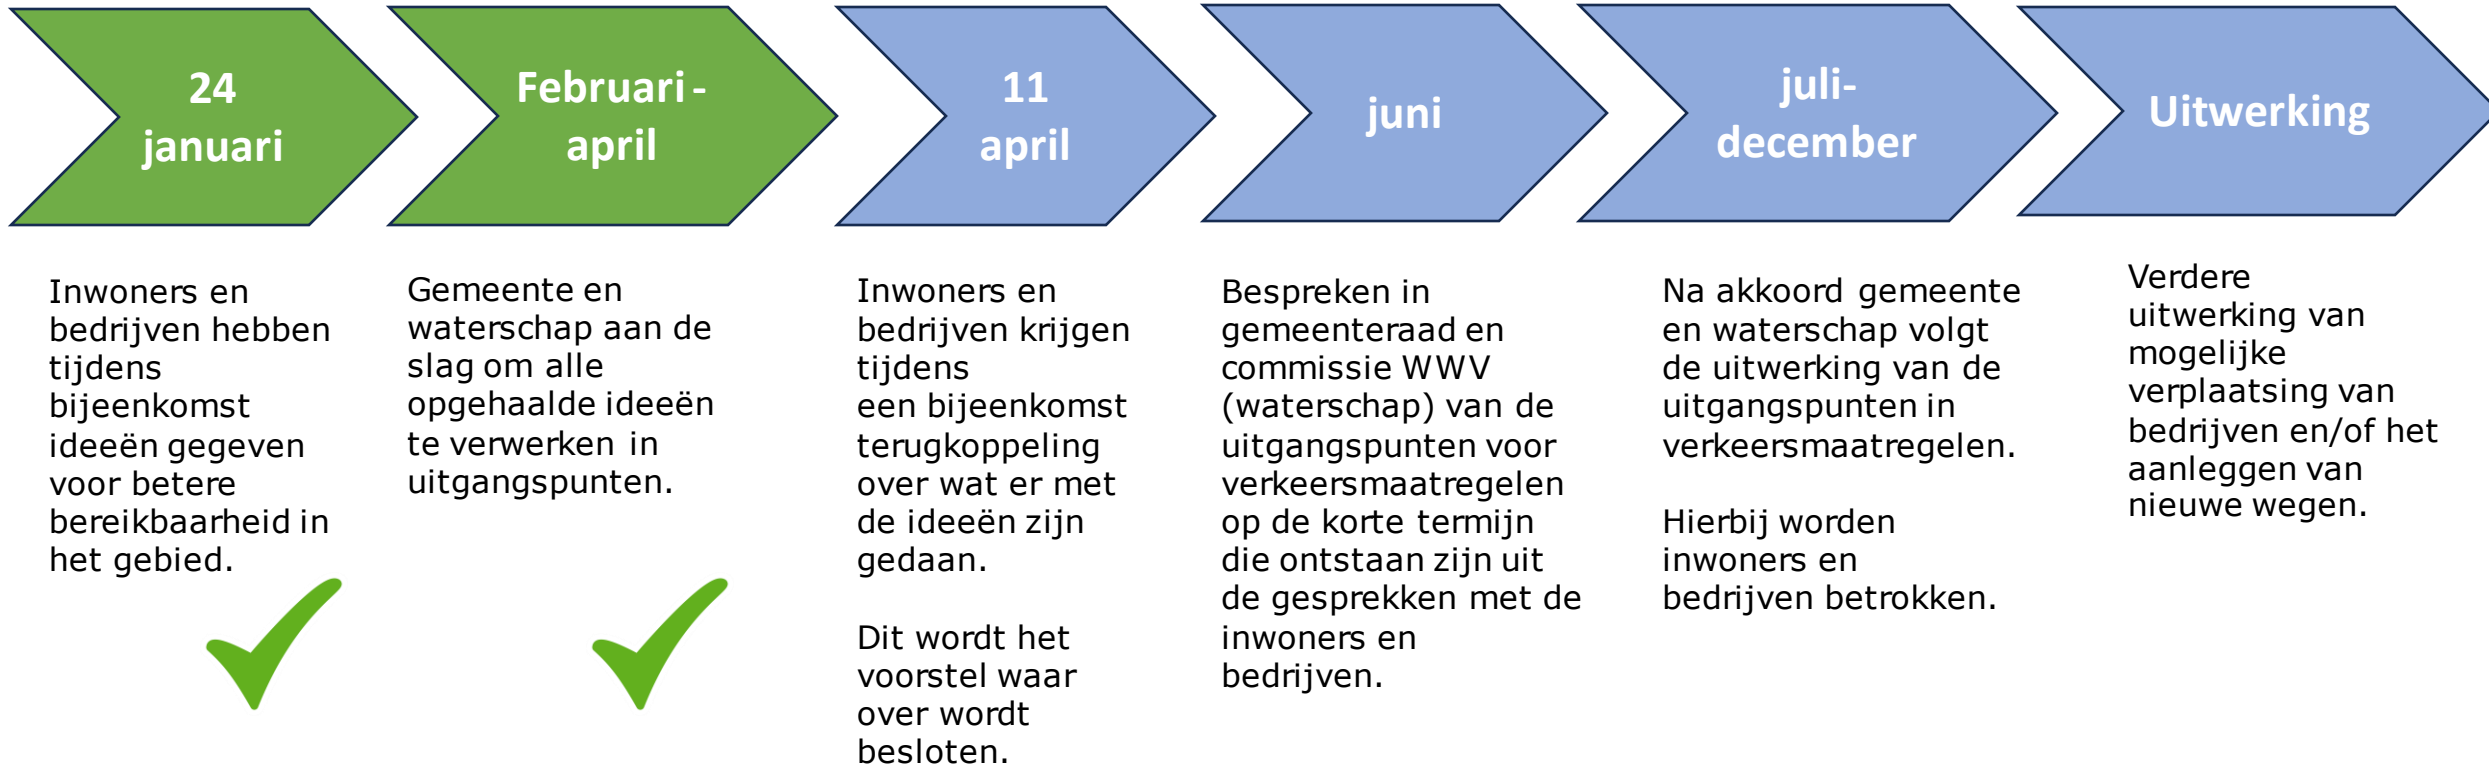 24
januari
Februari-
april
11
april
juni
juli-
december
Uitwerking
Inwoners en
bedrijven hebben
tijdens
bijeenkomst
ideeën gegeven
voor betere
bereikbaarheid in
het gebied.
Gemeente en
waterschap aan de
slag om alle
opgehaalde ideeën
te verwerken in
uitgangspunten.
Inwoners en
bedrijven krijgen
tijdens
een bijeenkomst
terugkoppeling
over wat er met
de ideeën zijn
gedaan.
Dit wordt het
voorstel waar
over wordt
besloten.
Bespreken in
gemeenteraad en
commissie WWV
(waterschap) van de
uitgangspunten voor
verkeersmaatregelen
op de korte termijn
die ontstaan zijn uit
de gesprekken met de
inwoners en
bedrijven.
Na akkoord gemeente
en waterschap volgt
de uitwerking van de
uitgangspunten in
verkeersmaatregelen.
Hierbij worden
inwoners en
bedrijven betrokken.
Verdere
uitwerking van
mogelijke
verplaatsing van
bedrijven en/of het
aanleggen van
nieuwe wegen.